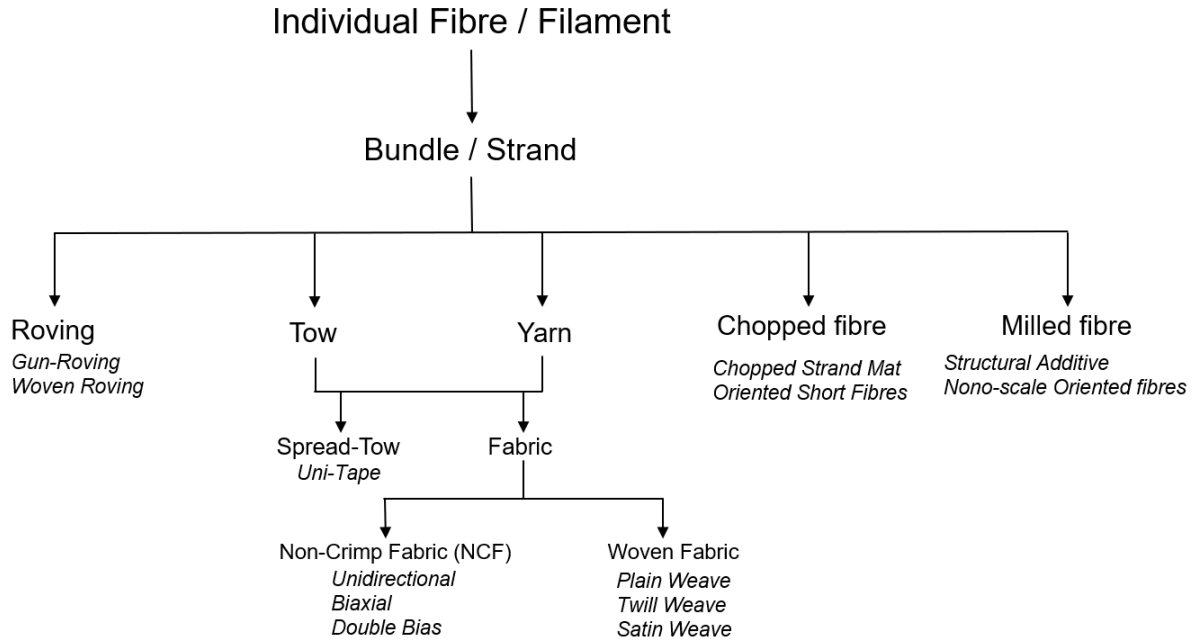 Individual Fibre / Filament
Bundle / Strand
Roving
Gun-Roving
Woven Roving
Tow
Yarn
Chopped fibre
Chopped Strand Mat
Oriented Short Fibres
Milled fibre
Structural Additive
Nono-scale Oriented fibres
Spread-Tow
Uni-Tape
Fabric
Non-Crimp Fabric (NCF)
Unidirectional
Biaxial
Double Bias
Woven Fabric
Plain Weave
Twill Weave
Satin Weave